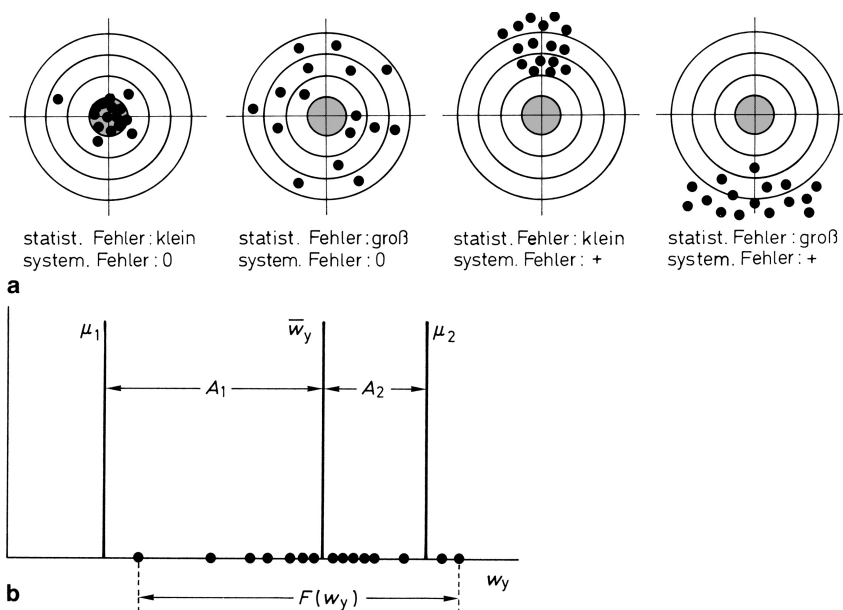 statist. Fehler: klein
system. Fehler: 0
statist. Fehler: groß
system. Fehler: 0
statist. Fehler: klein
system. Fehler: +
statist. Fehler: groß
system. Fehler: +
a
μ1
w̅y
μ2
A1
A2
wy
b
F(wy)